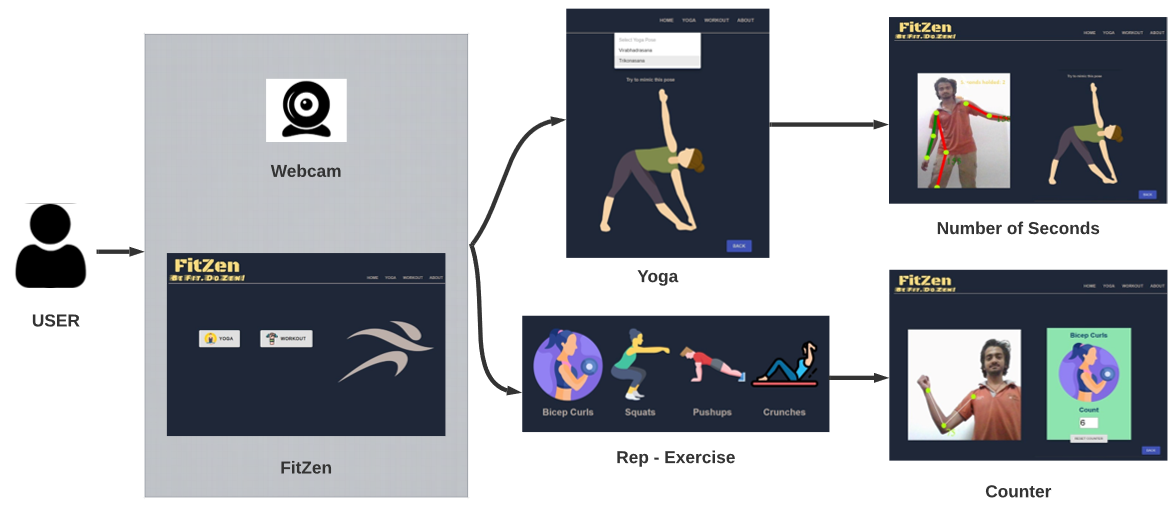 USER
Webcam
FitZen
BE FIT. DO ZEN!
HOME YOGA WORKOUT ABOUT
YOGA WORKOUT
FitZen
HOME YOGA WORKOUT ABOUT
Select Yoga Pose
Virabhadrasana
Trikonasana
Try to mimic this pose
BACK
Yoga
Bicep Curls Squats Pushups Crunches
Rep - Exercise
FitZen
BE FIT. DO ZEN!
HOME YOGA WORKOUT ABOUT
Try to mimic this pose
BACK
Number of Seconds
FitZen
BE FIT. DO ZEN!
HOME YOGA WORKOUT ABOUT
Bicep Curls
Count
6
RESET COUNTER
BACK
Counter